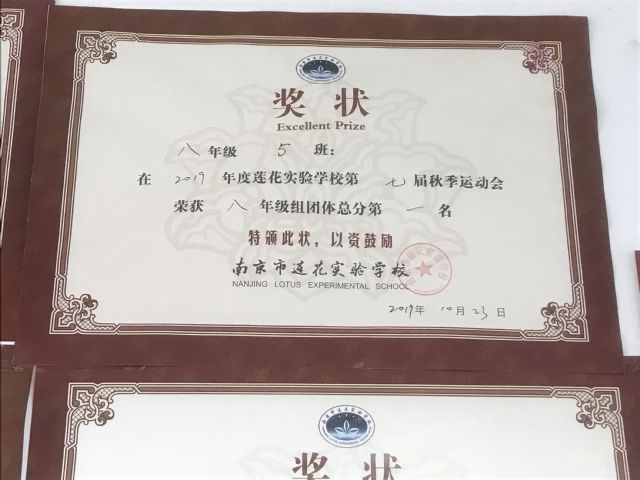 奖状
Excellent Prize
八年级 5 班:
在 2019 年度莲花实验学校第 七 届秋季运动会
荣获 八 年级组团体总分第 一 名
特颁此状，以资鼓励
南京市莲花实验学校
NANJING LOTUS EXPERIMENTAL SCHOOL
2019年 10月 23日
奖状